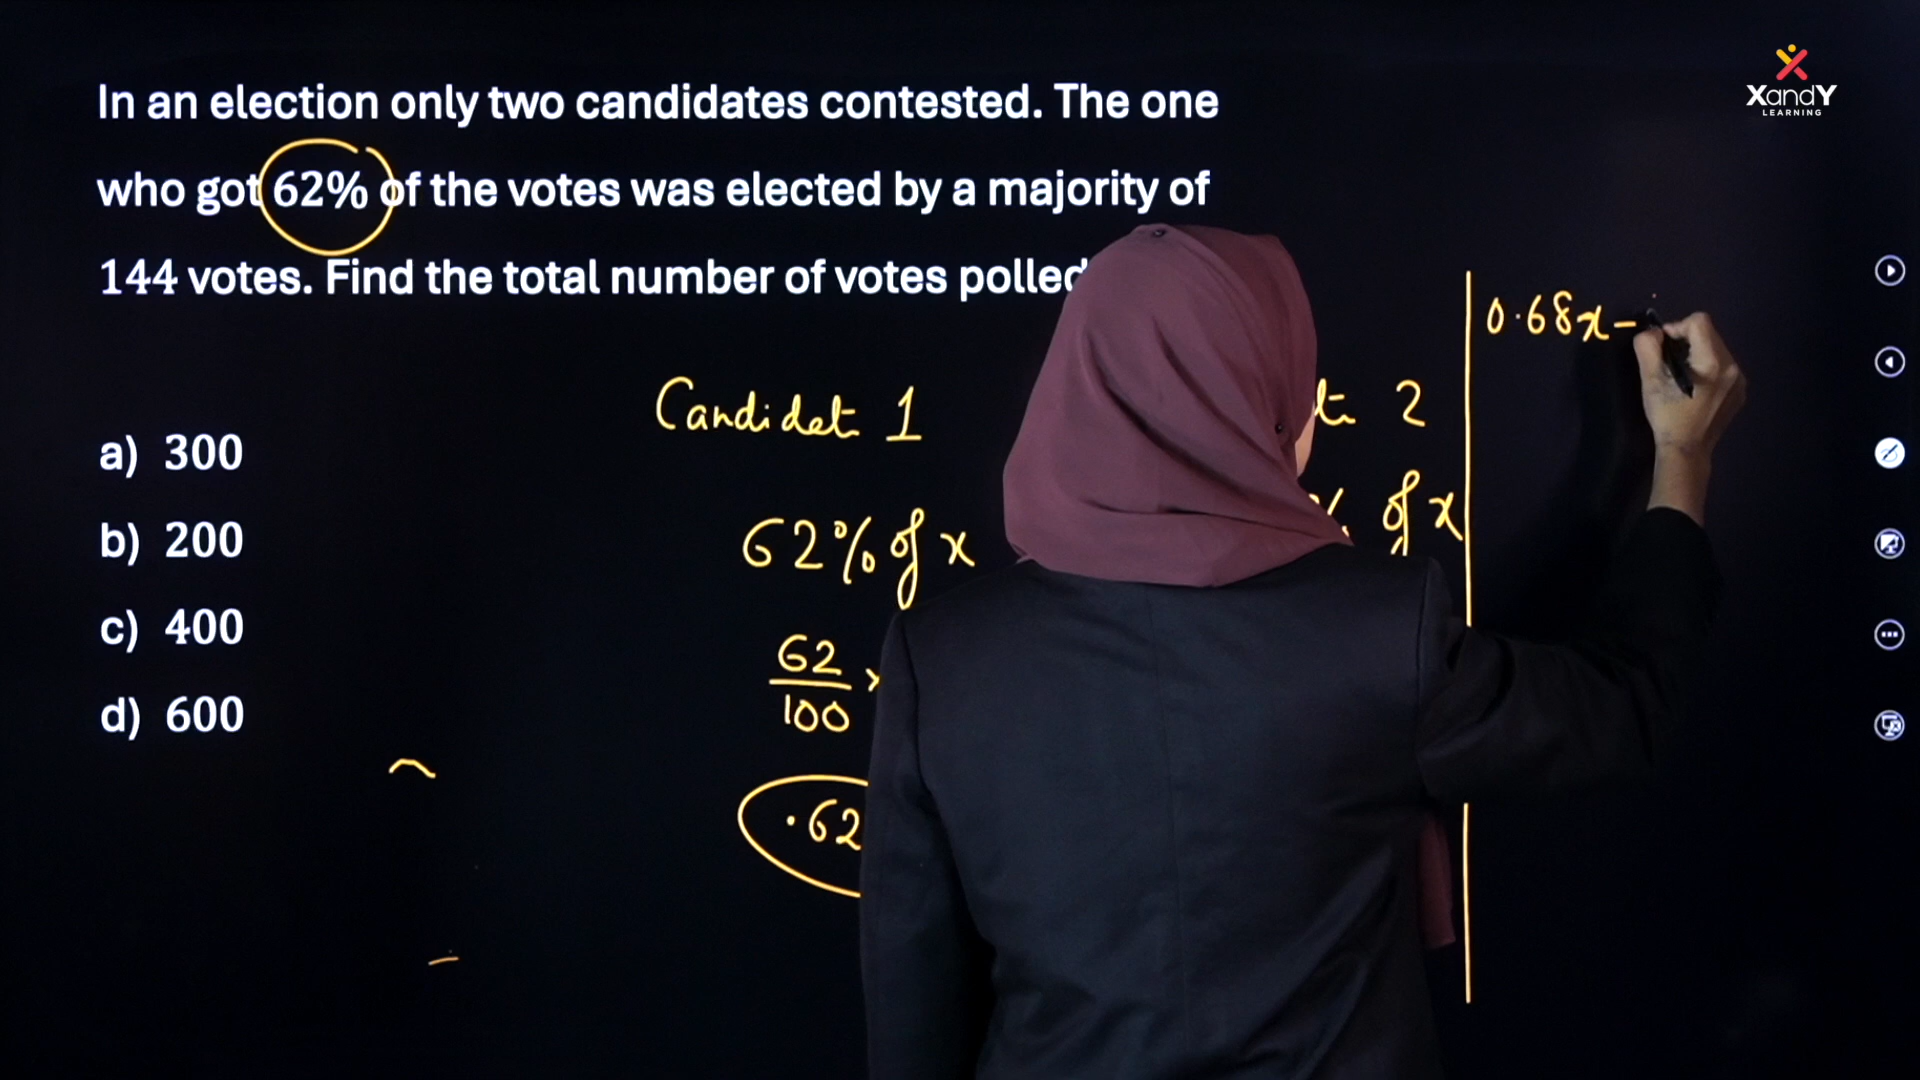 XandY
LEARNING
In an election only two candidates contested. The one
who got 62% of the votes was elected by a majority of
144 votes. Find the total number of votes polled
a) 300
b) 200
c) 400
d) 600
Candidet 1
62% of x
62
100
.62
2
% of x
0.68x -